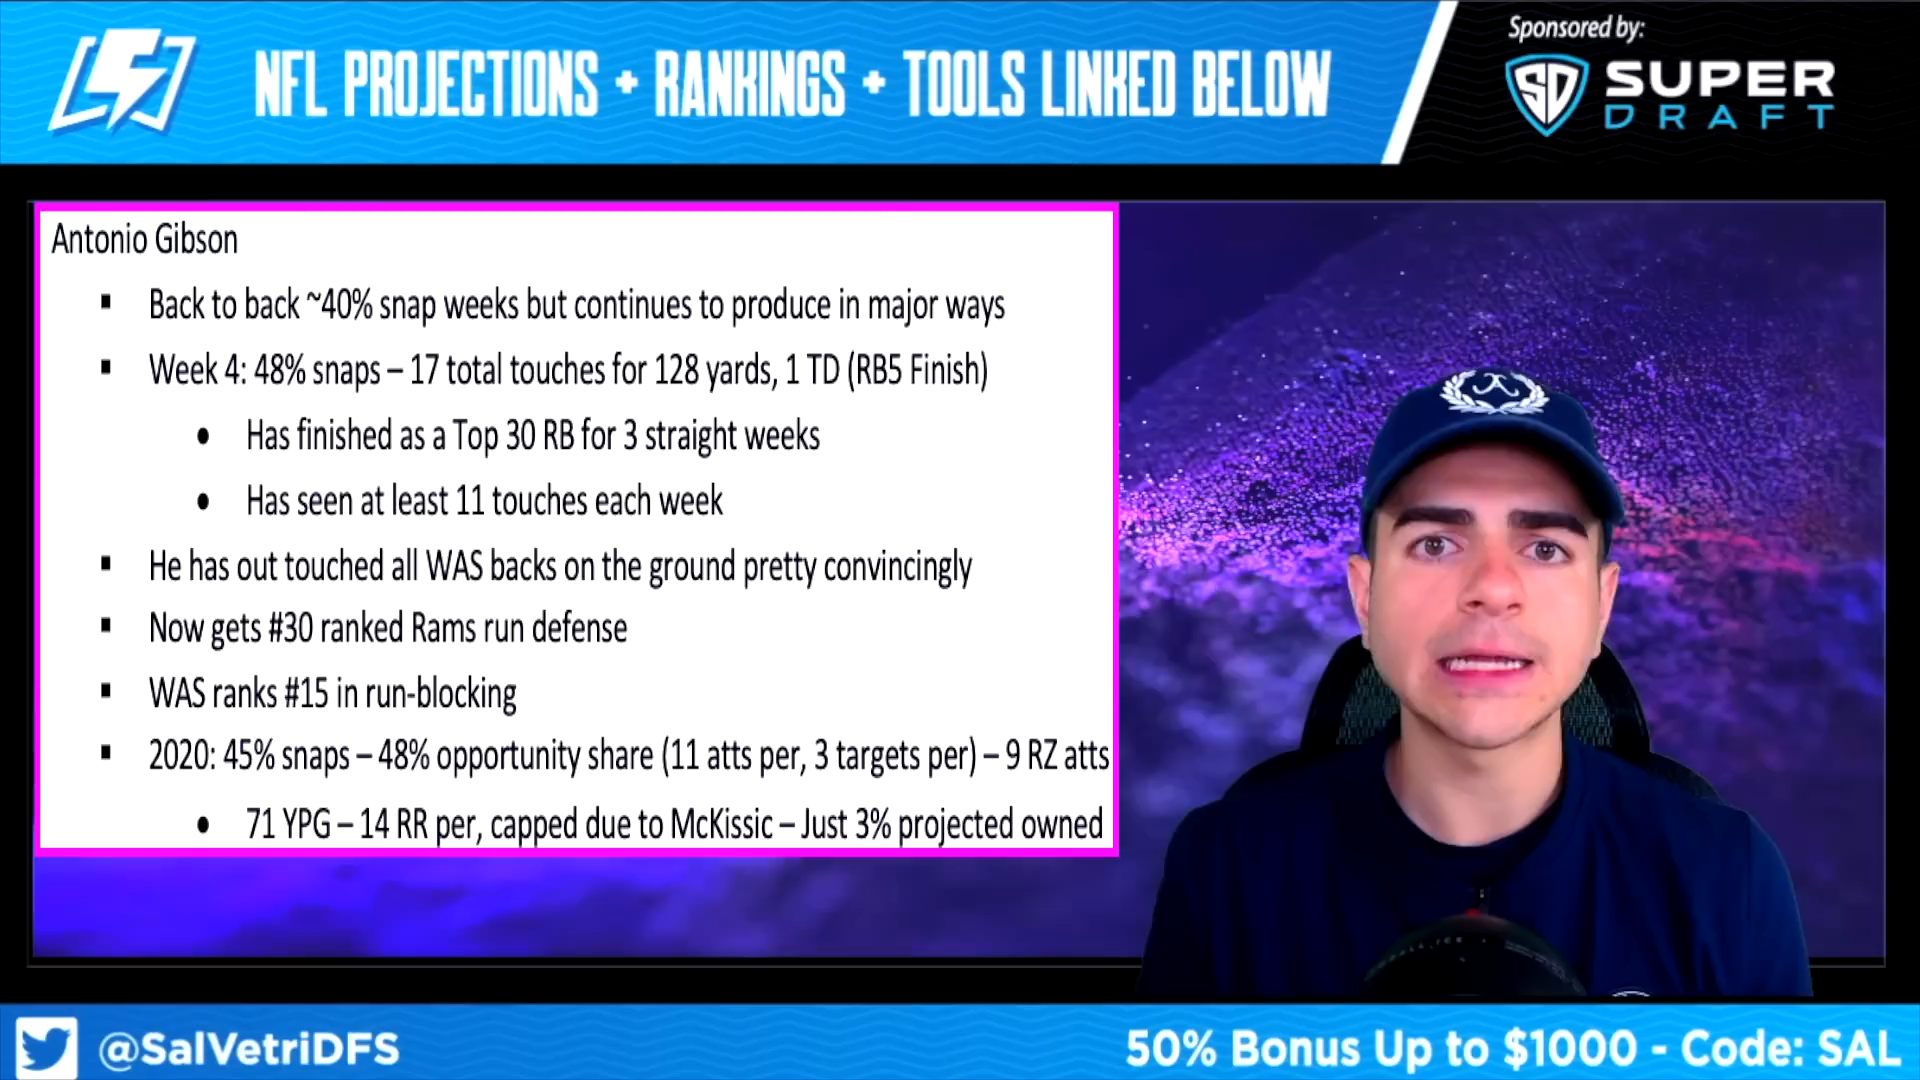 NFL PROJECTIONS + RANKINGS + TOOLS LINKED BELOW
Sponsored by:
SD SUPER
DRAFT
Antonio Gibson
▪ Back to back ~40% snap weeks but continues to produce in major ways
▪ Week 4: 48% snaps – 17 total touches for 128 yards, 1 TD (RB5 Finish)
• Has finished as a Top 30 RB for 3 straight weeks
• Has seen at least 11 touches each week
▪ He has out touched all WAS backs on the ground pretty convincingly
▪ Now gets #30 ranked Rams run defense
▪ WAS ranks #15 in run-blocking
▪ 2020: 45% snaps – 48% opportunity share (11 atts per, 3 targets per) – 9 RZ atts
• 71 YPG – 14 RR per, capped due to McKissic – Just 3% projected owned
@SalVetriDFS
50% Bonus Up to $1000 - Code: SAL